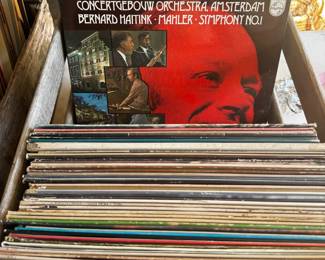 CONCERTGEBOUW ORCHESTRA, AMSTERDAM
BERNARD HAITINK · MAHLER · SYMPHONY NO.1